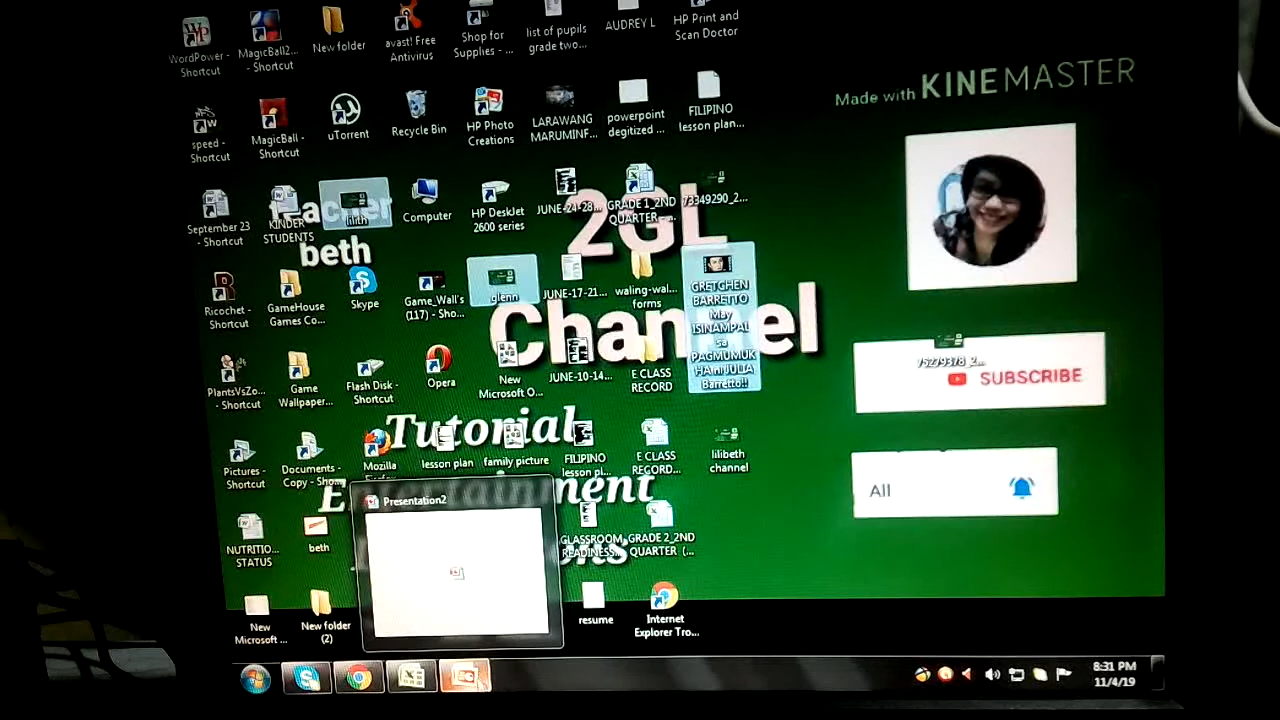 WordPower -
Shortcut
MagicBall2...
- Shortcut
New folder
avast! Free
Antivirus
Shop for
Supplies - ...
list of pupils
grade two...
AUDREY L
HP Print and
Scan Doctor
Made with KINEMASTER
speed -
Shortcut
MagicBall -
Shortcut
uTorrent
Recycle Bin
HP Photo
Creations
LARAWANG
MARUMINF...
powerpoint
degitized ...
FILIPINO
lesson plan...
September 23
- Shortcut
KINDER
STUDENTS
teacher
beth
lilith
Computer
HP DeskJet
2600 series
JUNE-24-28...
GRADE 1_2ND
QUARTER - ...
73349290_2...
2GL
Channel
Ricochet -
Shortcut
GameHouse
Games Co...
Skype
Game_Wall's
(117) - Sho...
glenn
JUNE-17-21...
waling-wal...
forms
GRETCHEN
BARRETTO
May
ISINAMPAL
sa
PAGMUMUK
HA ni JULIA
Barretto!!
75279378_2...
SUBSCRIBE
PlantsVsZo...
- Shortcut
Game
Wallpaper...
Flash Disk -
Shortcut
Opera
New
Microsoft O...
JUNE-10-14...
E CLASS
RECORD
Tutorial
Pictures -
Shortcut
Documents -
Copy - Sho...
Mozilla
lesson plan
family picture
FILIPINO
lesson pl...
E CLASS
RECORD...
lilibeth
channel
All
Presentation2
NUTRITIO...
STATUS
beth
CLASSROOM
READINESS...
GRADE 2_2ND
QUARTER (...
New
Microsoft ...
New folder
(2)
resume
Internet
Explorer Tro...
8:31 PM
11/4/19